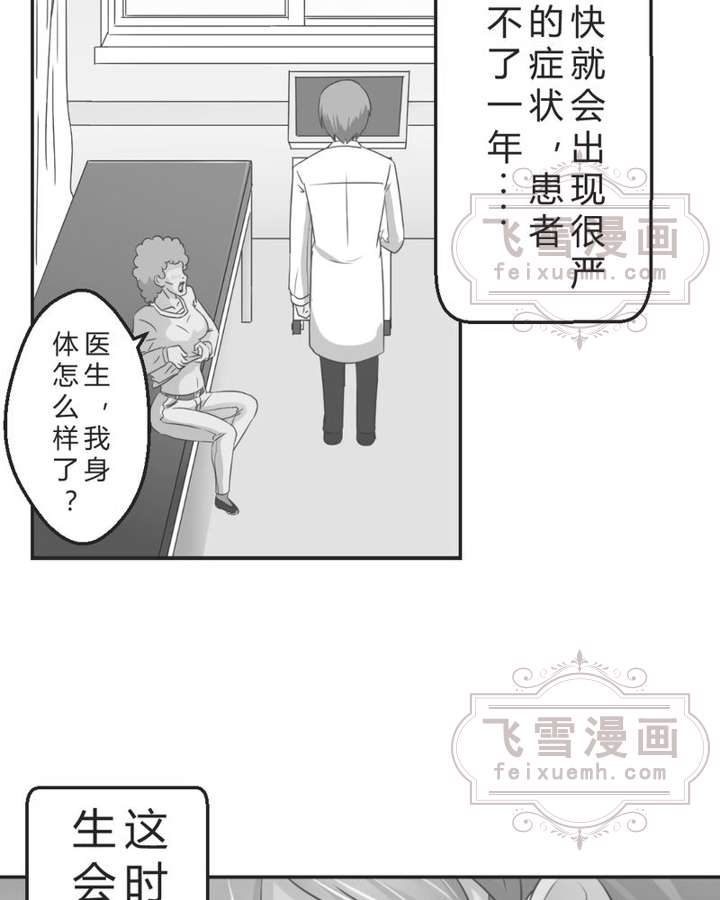 快就会出现很严
的症状，患者
不了一年……
医生，我身
体怎么样了？
飞雪漫画
feixuemh.com
飞雪漫画
feixuemh.com
这时
生会